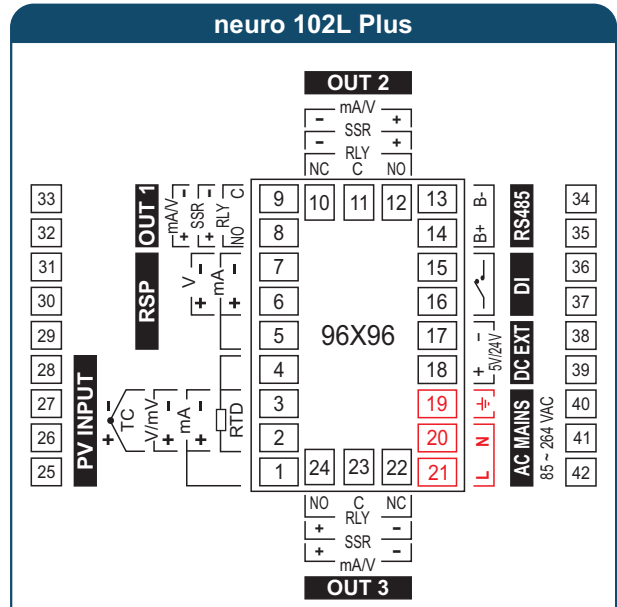 neuro 102L Plus
OUT 2
mA/V
- SSR +
- RLY +
NC C NO
33 OUT 1 mA/V - + SSR - + RLY C NO 9 10 11 12 13 B- RS485 34
32 8 14 B+ 35
31 RSP V - + mA - + 7 15 DI 36
30 6 16 37
29 5 96X96 17 - 5V/24V DC EXT 38
28 4 18 + 39
27 PV INPUT TC - + V/mV - + mA - + RTD 3 19 AC MAINS 40
26 2 20 N 85 ~ 264 VAC 41
25 1 24 23 22 21 L 42
NO C NC
+ RLY -
+ SSR -
mA/V
OUT 3